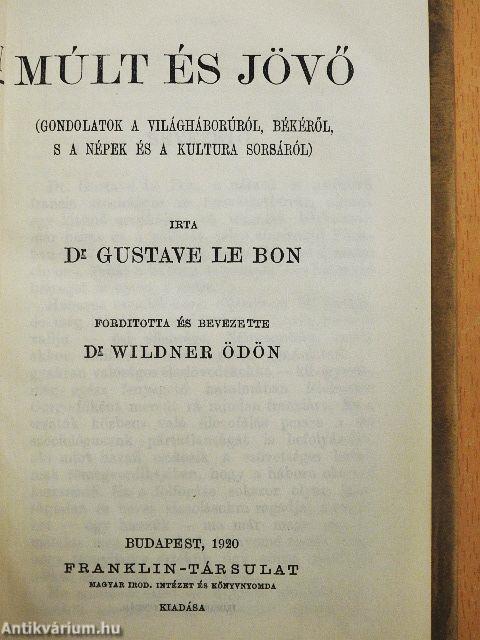 MÚLT ÉS JÖVŐ
(GONDOLATOK A VILÁGHÁBORÚRÓL, BÉKÉRŐL,
S A NÉPEK ÉS A KULTURA SORSÁRÓL)
IRTA
Dr. GUSTAVE LE BON
FORDITOTTA ÉS BEVEZETTE
Dr. WILDNER ÖDÖN
BUDAPEST, 1920
FRANKLIN-TÁRSULAT
MAGYAR IROD. INTÉZET ÉS KÖNYVNYOMDA
KIADÁSA
Antikvárium.hu